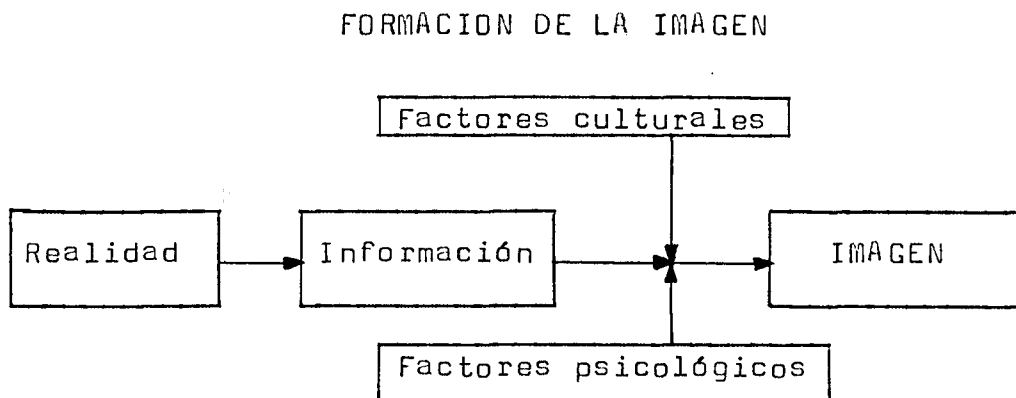 FORMACION DE LA IMAGEN
Factores culturales
Realidad
Información
IMAGEN
Factores psicológicos